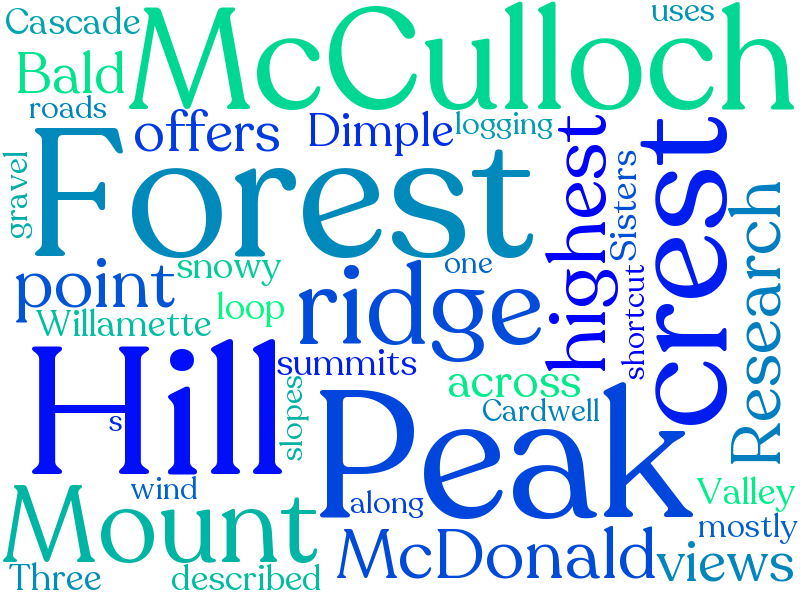 Cascade
McCulloch
uses
Bald
roads
offers
Dimple
logging
highest
Sisters
crest
gravel
Forest
Research
point
snowy
ridge
one
shortcut
Willamette
loop
Hill
s
summits
slopes
across
Cardwell
Peak
wind
along
Valley
Mount
McDonald
mostly
views
Three
described